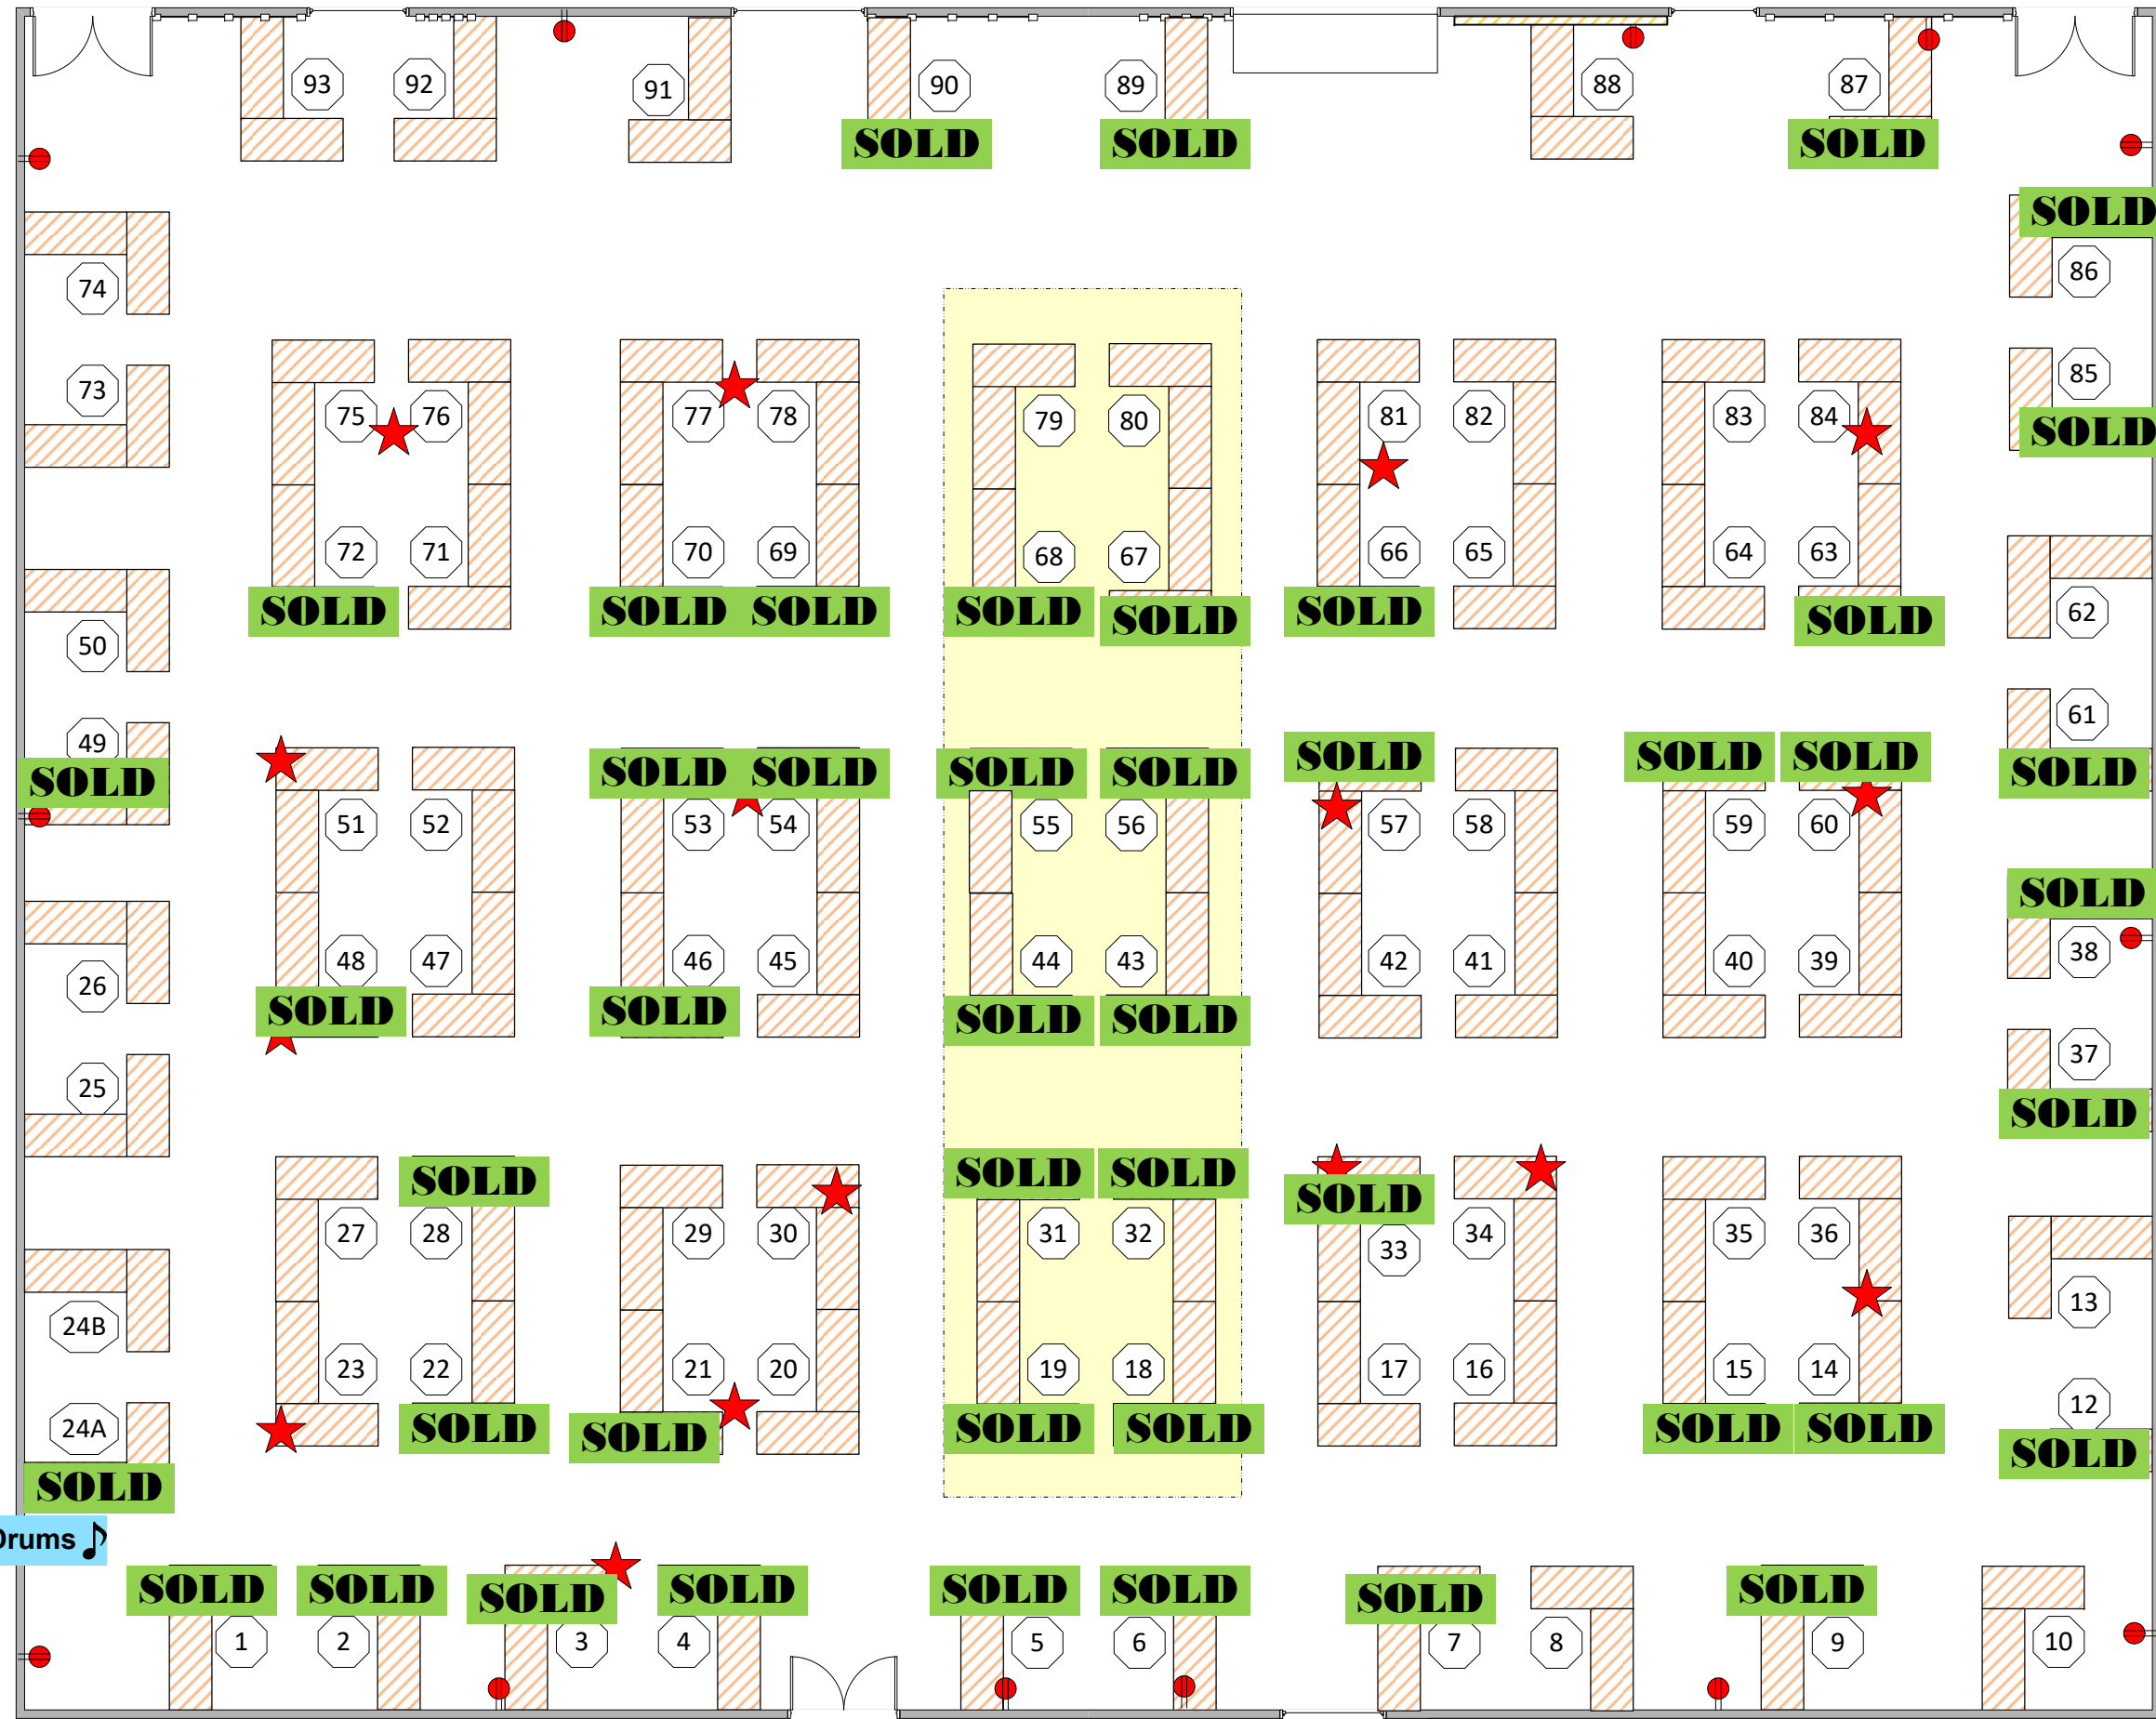 93 92 91 90 89 88 87
SOLD SOLD SOLD
SOLD
74 86
73 85
75 76 77 78 79 80 81 82 83 84
SOLD
72 71 70 69 68 67 66 65 64 63
SOLD SOLD SOLD SOLD SOLD SOLD SOLD
50 62
49 61
SOLD SOLD SOLD SOLD SOLD SOLD SOLD SOLD SOLD
51 52 53 54 55 56 57 58 59 60
SOLD
26 38
48 47 46 45 44 43 42 41 40 39
SOLD SOLD SOLD SOLD
25 37
SOLD
SOLD SOLD SOLD SOLD
27 28 29 30 31 32 33 34 35 36
24B 13
23 22 21 20 19 18 17 16 15 14
24A 12
SOLD SOLD SOLD SOLD SOLD SOLD SOLD
SOLD
Drums ♪
SOLD SOLD SOLD SOLD SOLD SOLD SOLD SOLD
1 2 3 4 5 6 7 8 9 10